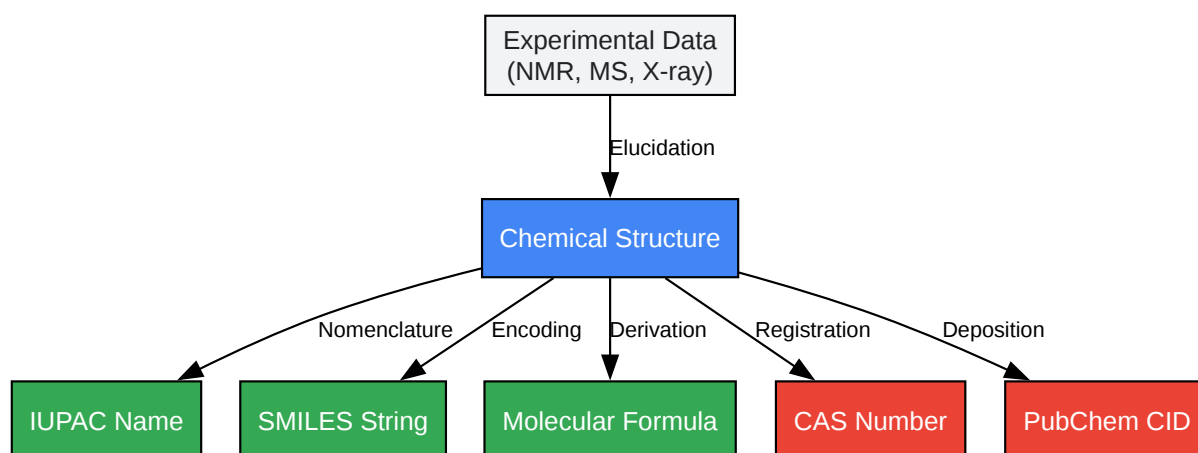 Experimental Data
(NMR, MS, X-ray)
Elucidation
Chemical Structure
Nomenclature
Encoding
Derivation
Registration
Deposition
IUPAC Name
SMILES String
Molecular Formula
CAS Number
PubChem CID